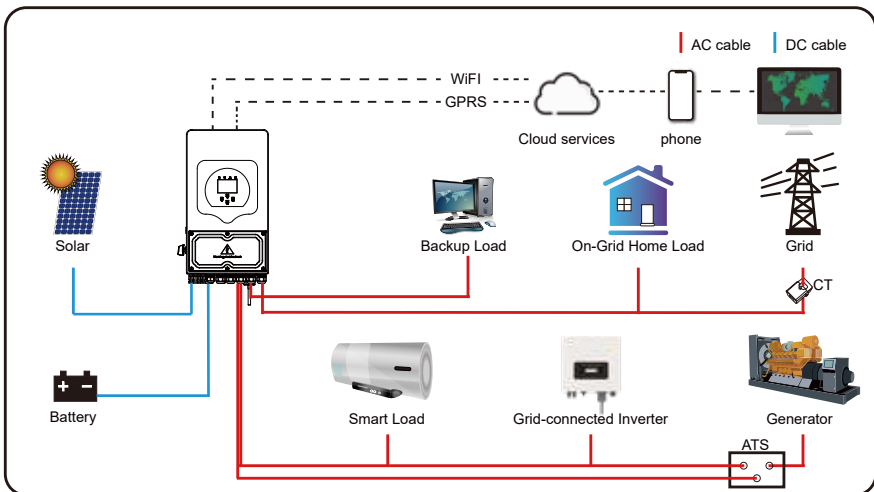 AC cable
DC cable
WiFI
GPRS
Cloud services
phone
Solar
Backup Load
On-Grid Home Load
Grid
CT
Battery
Smart Load
Grid-connected Inverter
Generator
ATS